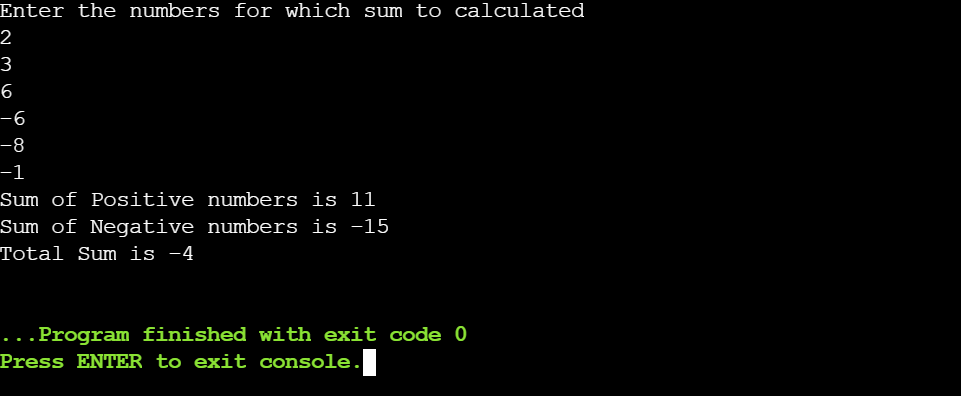 Enter the numbers for which sum to calculated
2
3
6
-6
-8
-1
Sum of Positive numbers is 11
Sum of Negative numbers is -15
Total Sum is -4
...Program finished with exit code 0
Press ENTER to exit console.